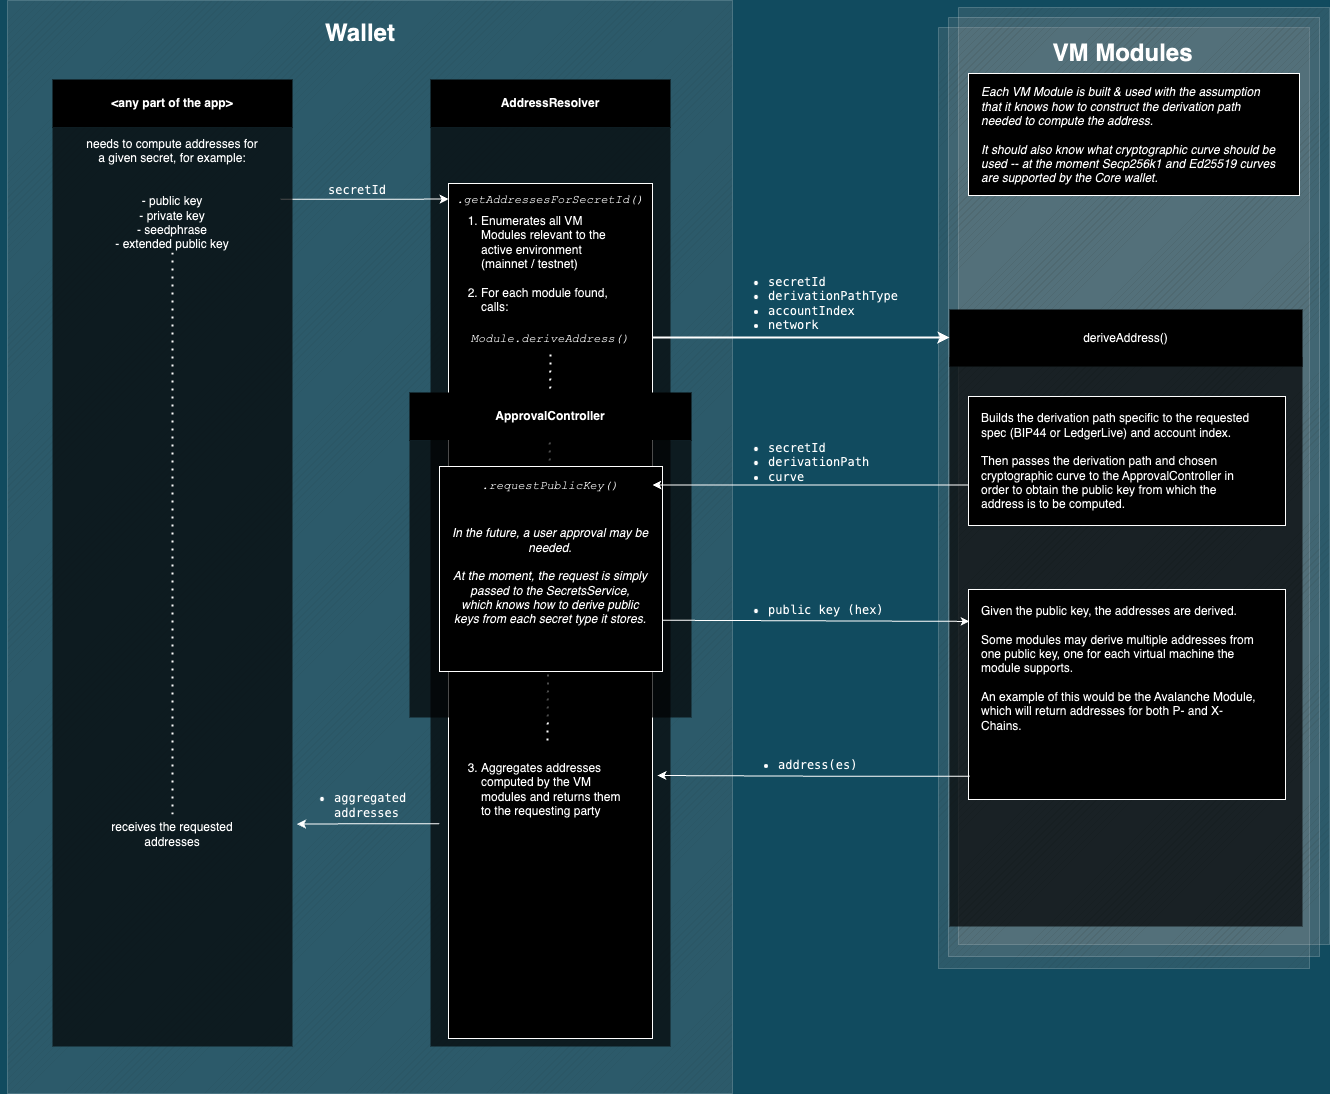 Wallet
<any part of the app>
needs to compute addresses for
a given secret, for example:
- public key
- private key
- seedphrase
- extended public key
receives the requested
addresses
secretId
AddressResolver
.getAddressesForSecretId()
1. Enumerates all VM
Modules relevant to the
active environment
(mainnet / testnet)
2. For each module found,
calls:
Module.deriveAddress()
ApprovalController
.requestPublicKey()
In the future, a user approval may be
needed.
At the moment, the request is simply
passed to the SecretsService,
which knows how to derive public
keys from each secret type it stores.
3. Aggregates addresses
computed by the VM
modules and returns them
to the requesting party
• aggregated
addresses
• secretId
• derivationPathType
• accountIndex
• network
• secretId
• derivationPath
• curve
• public key (hex)
• address(es)
VM Modules
Each VM Module is built & used with the assumption
that it knows how to construct the derivation path
needed to compute the address.
It should also know what cryptographic curve should be
used -- at the moment Secp256k1 and Ed25519 curves
are supported by the Core wallet.
deriveAddress()
Builds the derivation path specific to the requested
spec (BIP44 or LedgerLive) and account index.
Then passes the derivation path and chosen
cryptographic curve to the ApprovalController in
order to obtain the public key from which the
address is to be computed.
Given the public key, the addresses are derived.
Some modules may derive multiple addresses from
one public key, one for each virtual machine the
module supports.
An example of this would be the Avalanche Module,
which will return addresses for both P- and X-
Chains.